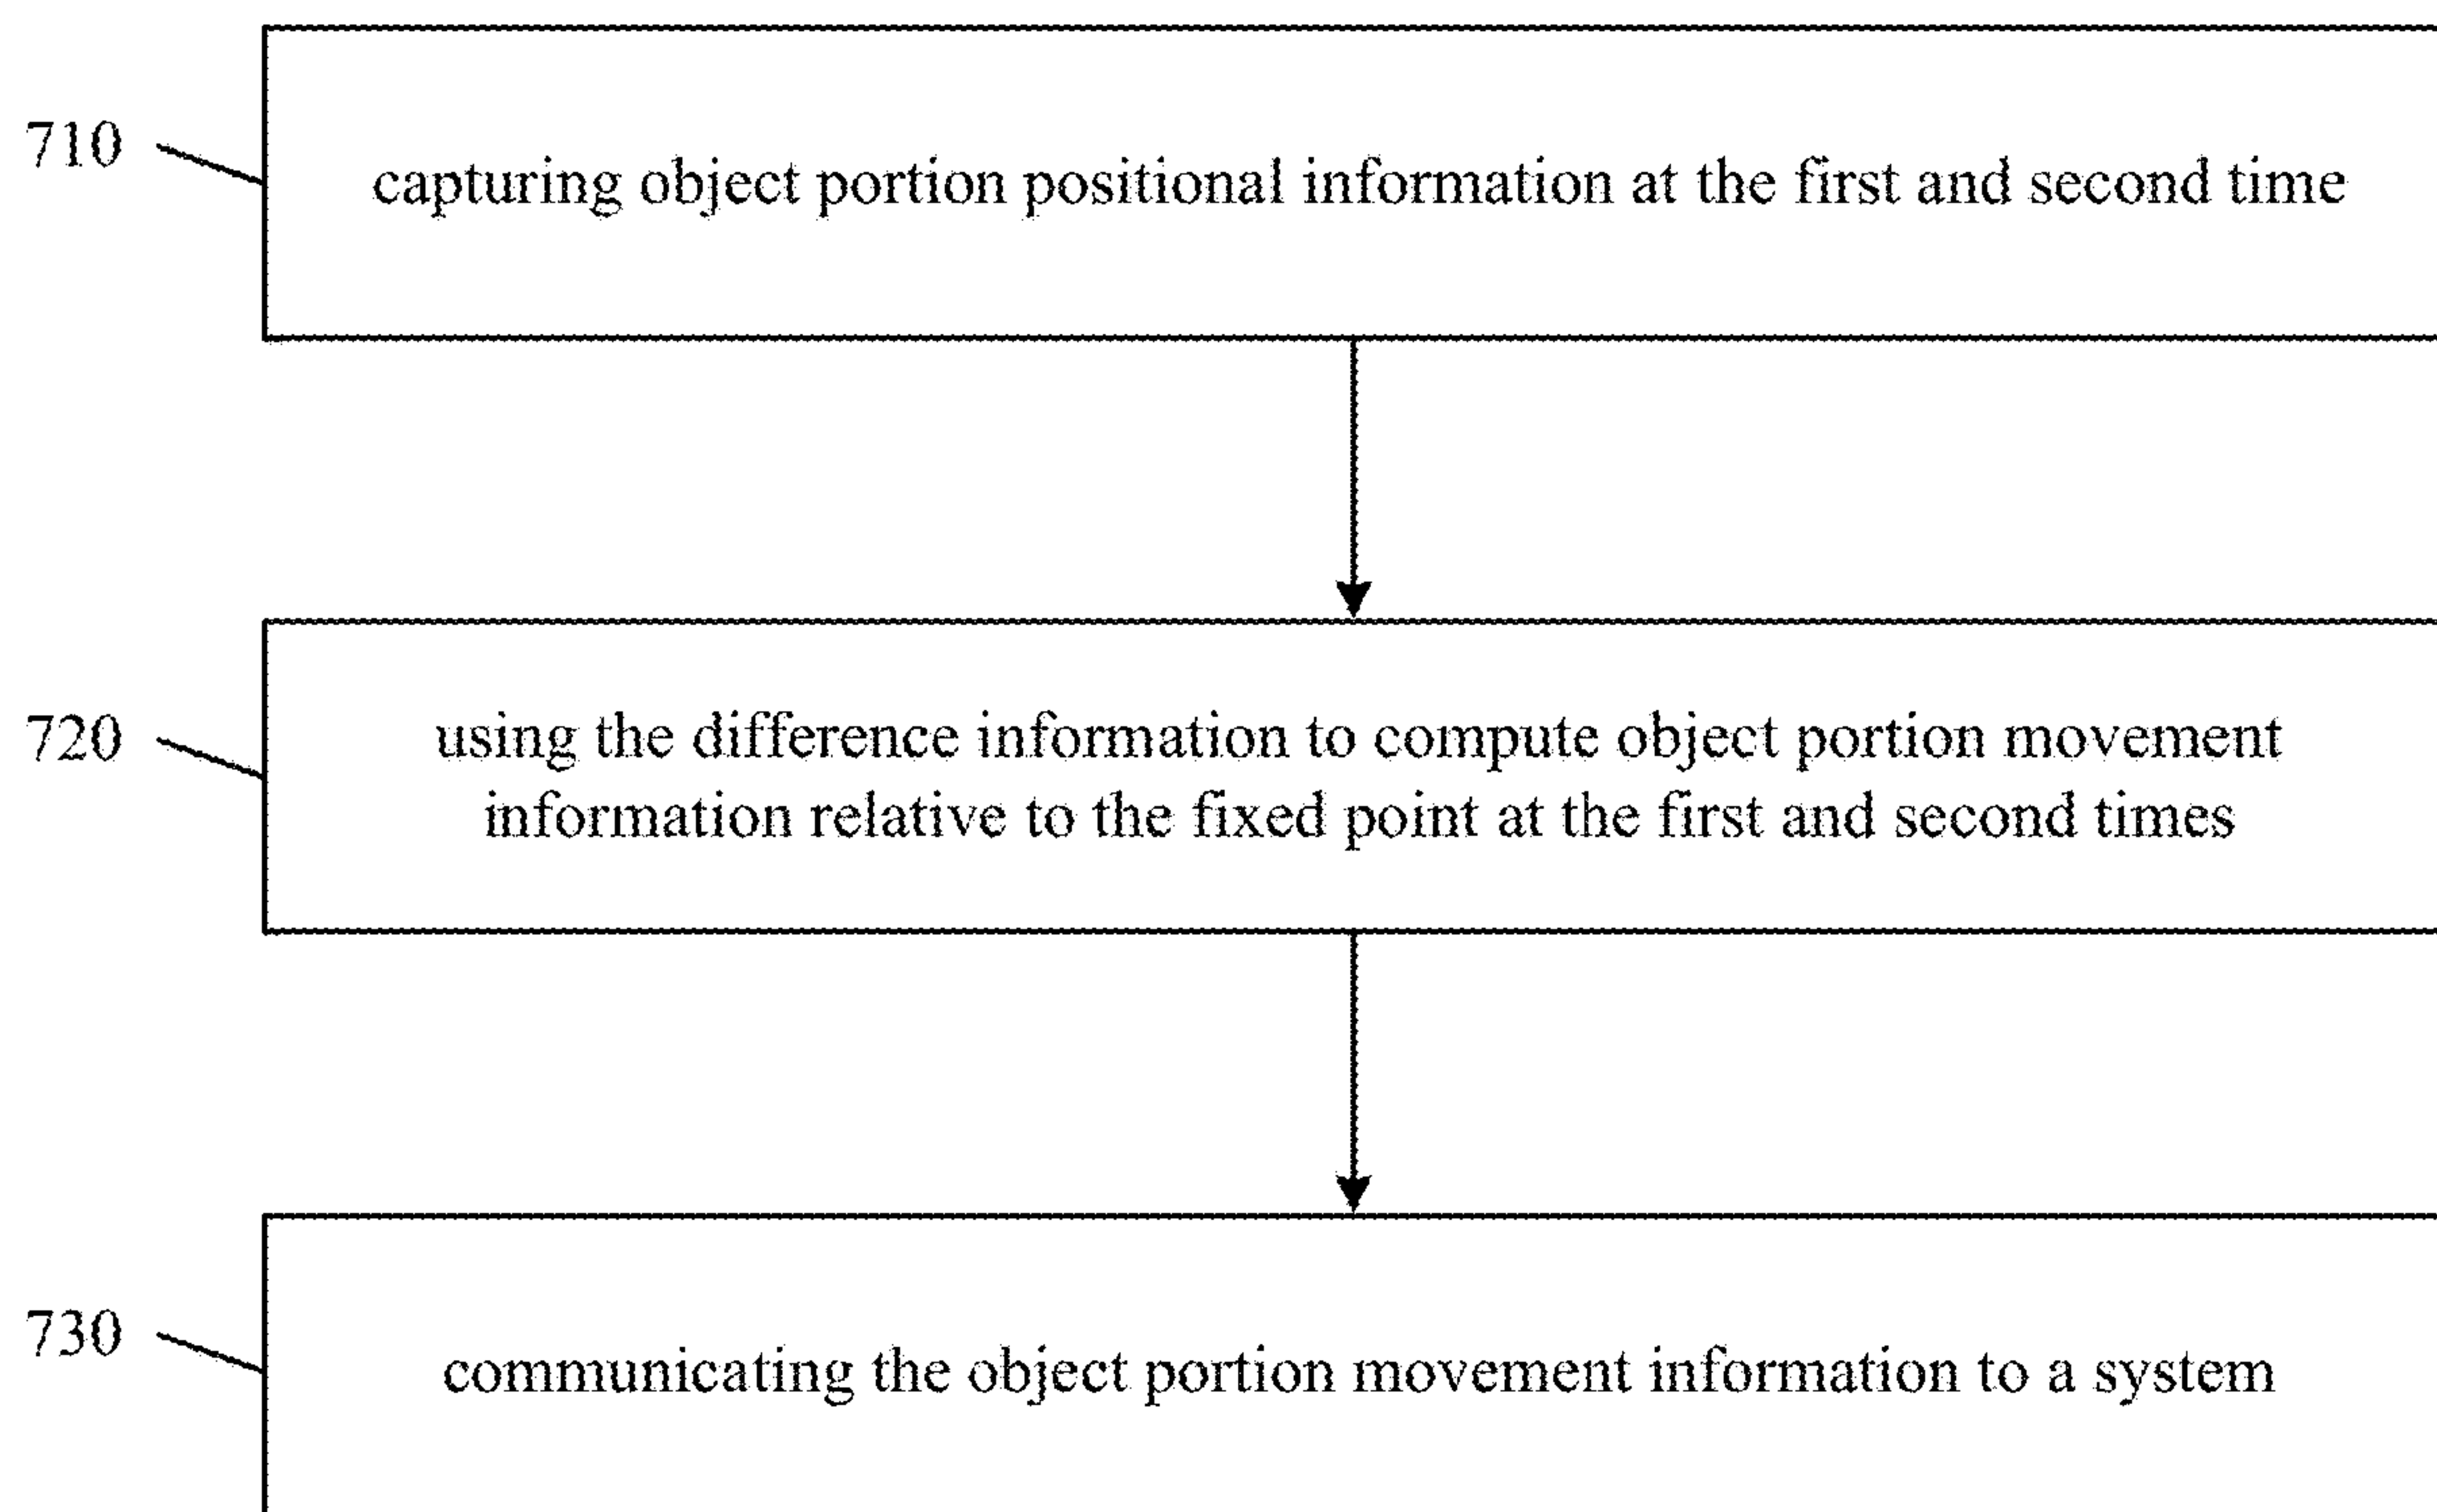 710
capturing object portion positional information at the first and second time
720
using the difference information to compute object portion movement
information relative to the fixed point at the first and second times
730
communicating the object portion movement information to a system